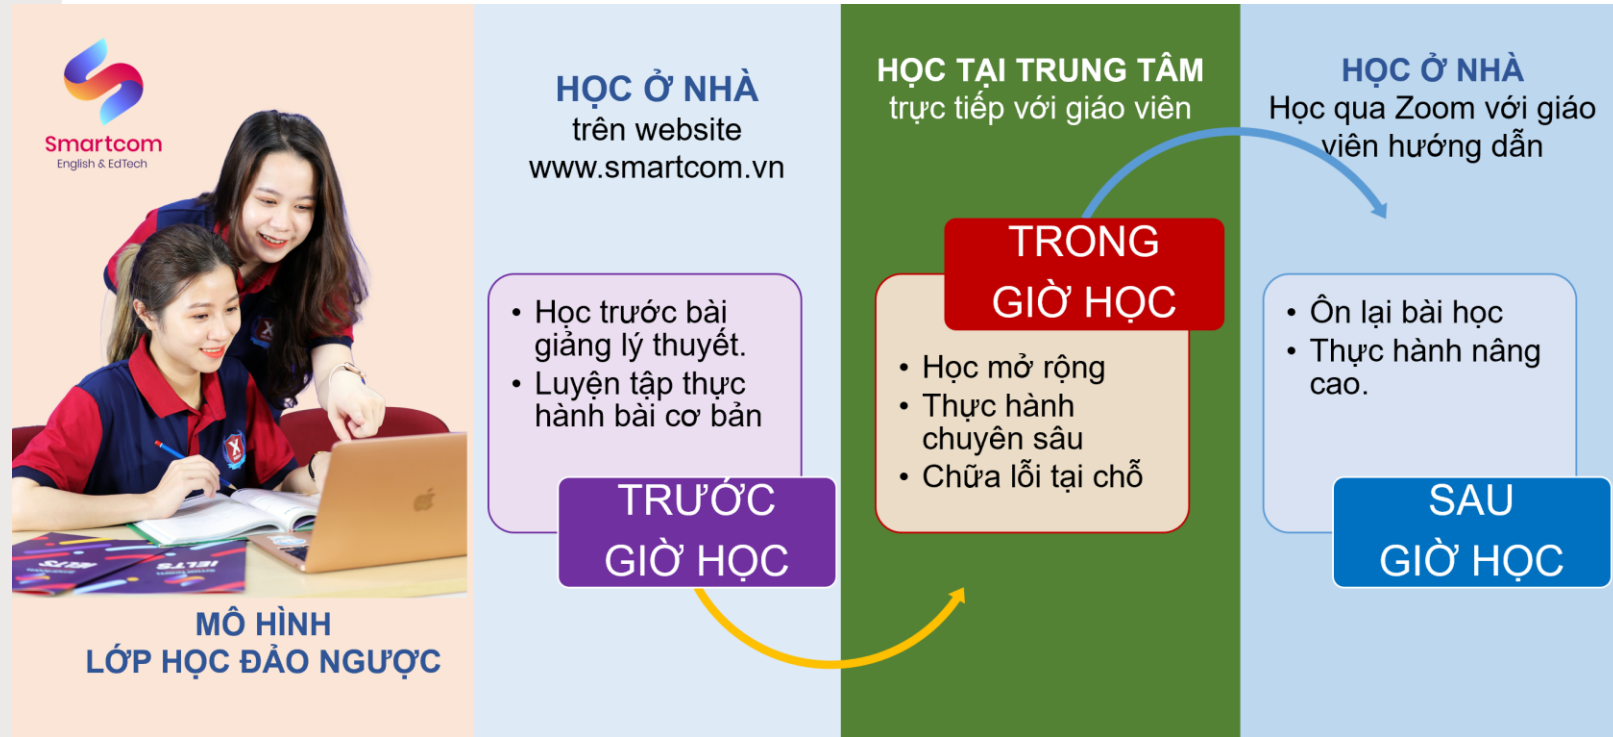 Smartcom
English & EdTech
IELTS
IELTS
MÔ HÌNH
LỚP HỌC ĐẢO NGƯỢC
HỌC Ở NHÀ
trên website
www.smartcom.vn
• Học trước bài
giảng lý thuyết.
• Luyện tập thực
hành bài cơ bản
TRƯỚC
GIỜ HỌC
HỌC TẠI TRUNG TÂM
trực tiếp với giáo viên
TRONG
GIỜ HỌC
• Học mở rộng
• Thực hành
chuyên sâu
• Chữa lỗi tại chỗ
HỌC Ở NHÀ
Học qua Zoom với giáo
viên hướng dẫn
• Ôn lại bài học
• Thực hành nâng
cao.
SAU
GIỜ HỌC